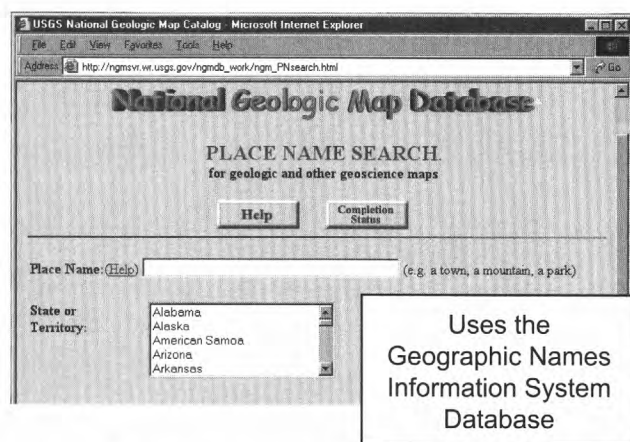 USGS National Geologic Map Catalog - Microsoft Internet Explorer
File Edit View Favorites Tools Help
Address http://ngmsvr.wr.usgs.gov/ngmdb_work/ngm_PNsearch.html Go
National Geologic Map Database
PLACE NAME SEARCH.
for geologic and other geoscience maps
Help Completion
Status
Place Name:(Help) (e.g. a town, a mountain, a park)
State or
Territory:
Alabama
Alaska
American Samoa
Arizona
Arkansas
Uses the
Geographic Names
Information System
Database